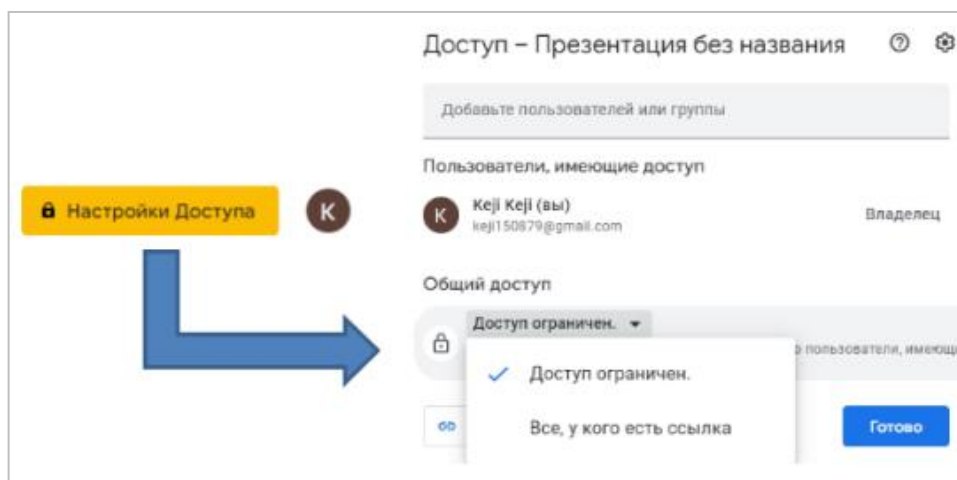 Доступ – Презентация без названия
Добавьте пользователей или группы
Пользователи, имеющие доступ
Настройки Доступа
K
K
Keji Keji (вы)
keji150879@gmail.com
Владелец
Общий доступ
Доступ ограничен.
пользователи, имеющ
Доступ ограничен.
Все, у кого есть ссылка
Готово